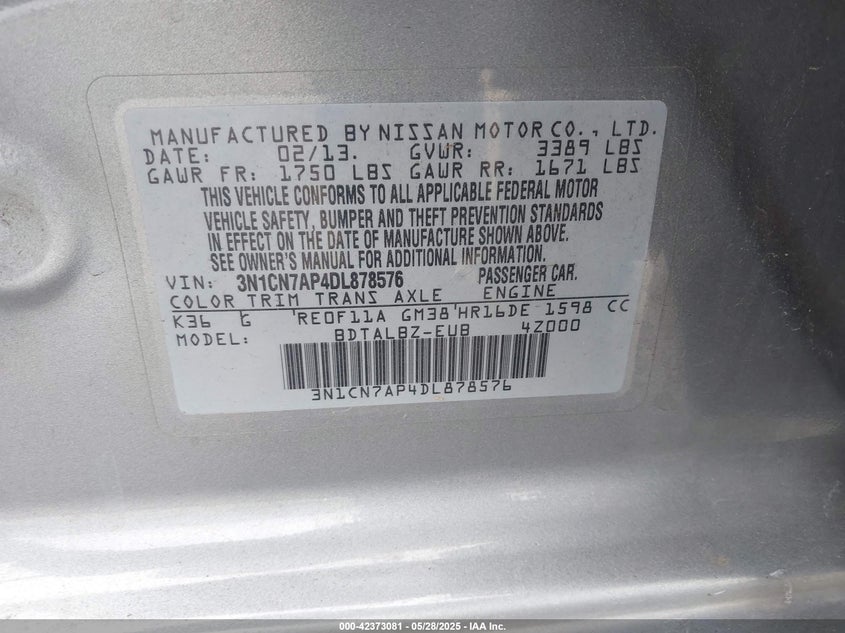 MANUFACTURED BY NISSAN MOTOR CO., LTD.
DATE: 02/13. GVWR: 3389 LBS
GAWR FR: 1750 LBS GAWR RR: 1671 LBS
THIS VEHICLE CONFORMS TO ALL APPLICABLE FEDERAL MOTOR
VEHICLE SAFETY, BUMPER AND THEFT PREVENTION STANDARDS
IN EFFECT ON THE DATE OF MANUFACTURE SHOWN ABOVE.
SEE OWNER'S MANUAL FOR ADDITIONAL INFORMATION.
VIN: 3N1CN7AP4DL878576 PASSENGER CAR.
COLOR TRIM TRANS AXLE ENGINE
K36 G 'RE0F11A GM38'HR16DE 1598 CC
MODEL: BDTALBZ-EUB 4Z000
3N1CN7AP4DL878576
000-42373081 - 05/28/2025 - IAA Inc.